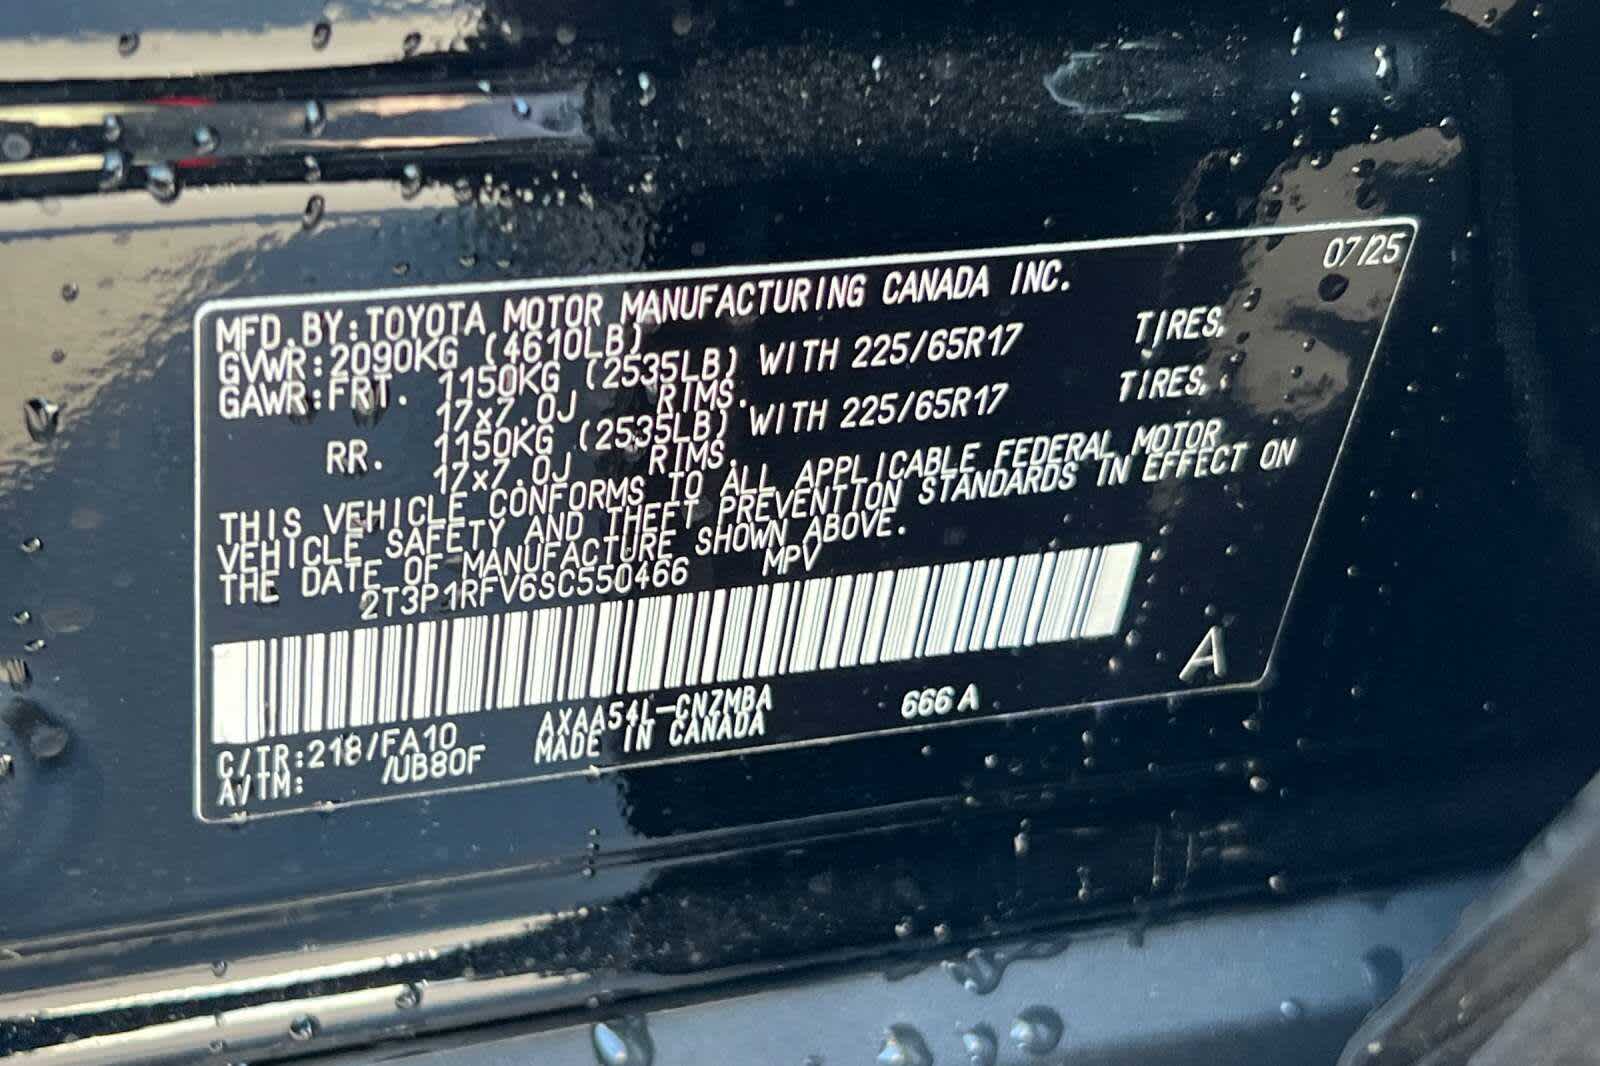 07/25
MFD.BY:TOYOTA MOTOR MANUFACTURING CANADA INC.
GVWR:2090KG (4610LB)
GAWR:FRT. 1150KG (2535LB) WITH 225/65R17 TIRES,
17x7.0J RIMS.
RR. 1150KG (2535LB) WITH 225/65R17 TIRES,
17x7.0J RIMS.
THIS VEHICLE CONFORMS TO ALL APPLICABLE FEDERAL MOTOR
VEHICLE SAFETY AND THEFT PREVENTION STANDARDS IN EFFECT ON
THE DATE OF MANUFACTURE SHOWN ABOVE.
2T3P1RFV6SC550466 MPV
A
C/TR:218/FA10 AXAA54L-CNZMBA 666A
A/TM: /UB80F MADE IN CANADA